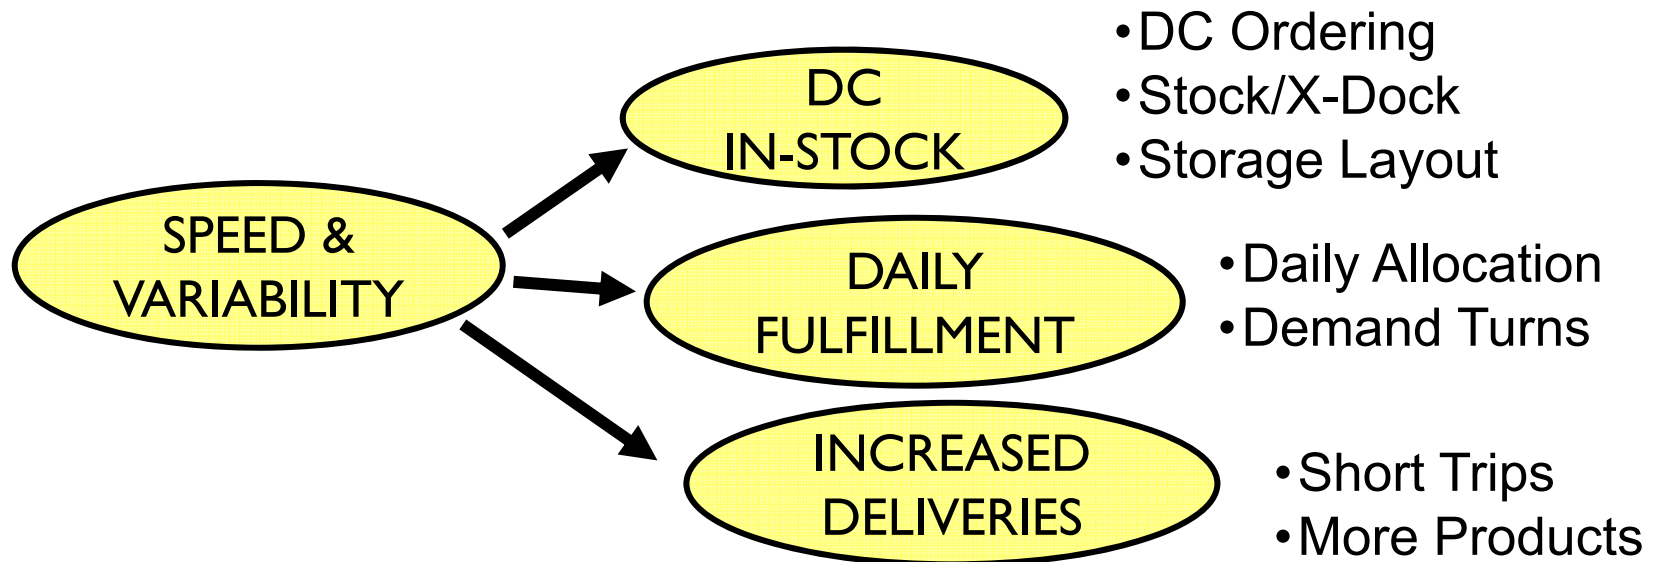 •DC Ordering
•Stock/X-Dock
•Storage Layout
DC
IN-STOCK
SPEED &
VARIABILITY
DAILY
FULFILLMENT
•Daily Allocation
•Demand Turns
INCREASED
DELIVERIES
•Short Trips
•More Products